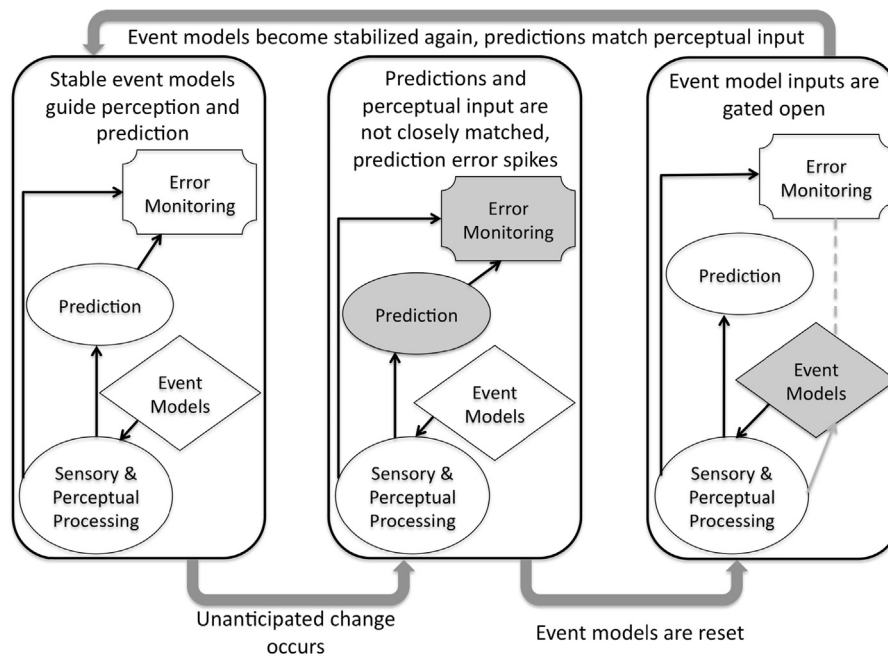 Event models become stabilized again, predictions match perceptual input
Stable event models
guide perception and
prediction
Error
Monitoring
Prediction
Event
Models
Sensory &
Perceptual
Processing
Predictions and
perceptual input are
not closely matched,
prediction error spikes
Error
Monitoring
Prediction
Event
Models
Sensory &
Perceptual
Processing
Event model inputs are
gated open
Error
Monitoring
Prediction
Event
Models
Sensory &
Perceptual
Processing
Unanticipated change
occurs
Event models are reset